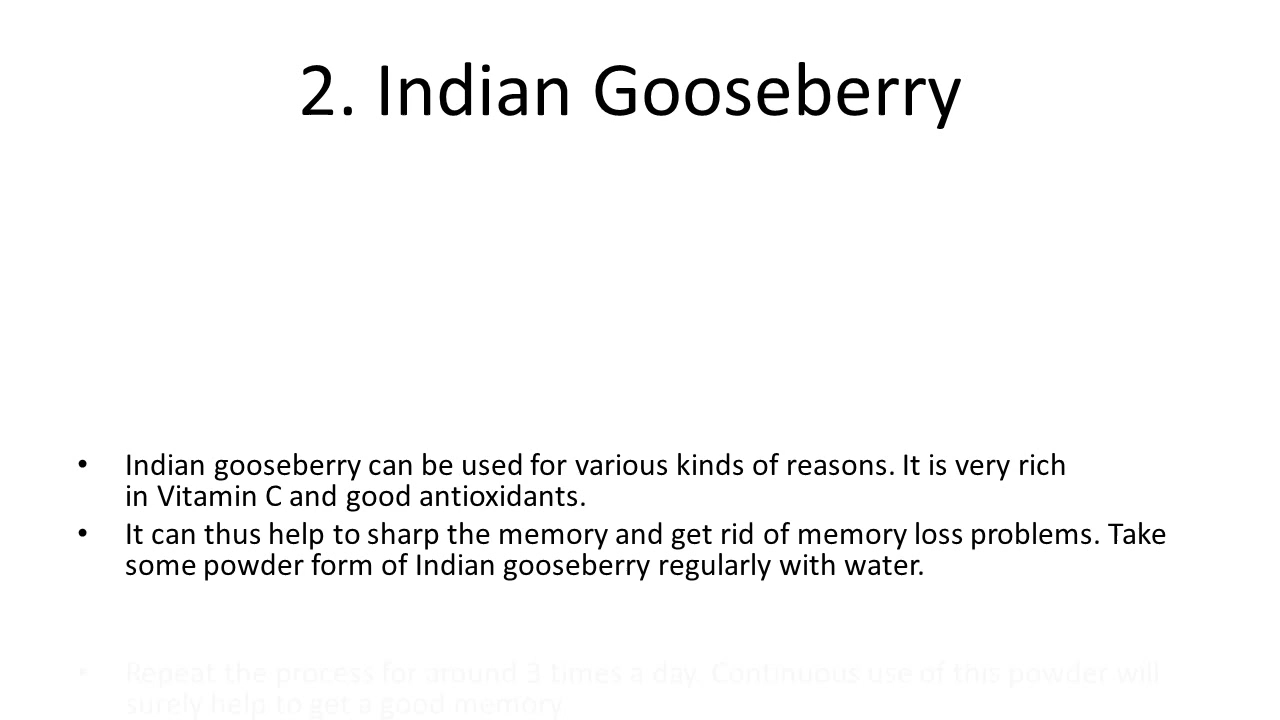 2. Indian Gooseberry
• Indian gooseberry can be used for various kinds of reasons. It is very rich
in Vitamin C and good antioxidants.
• It can thus help to sharp the memory and get rid of memory loss problems. Take
some powder form of Indian gooseberry regularly with water.
• Repeat the process for around 3 times a day. Continuous use of this powder will
surely help to get a good memory